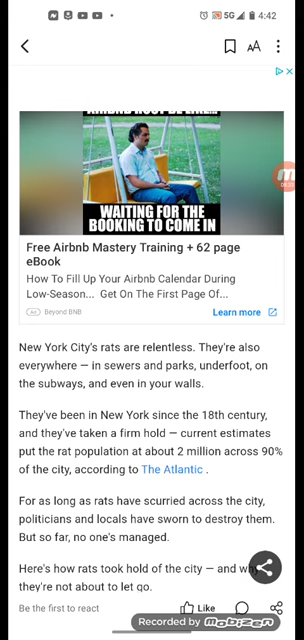 5G 4:42
AA
WAITING FOR THE
BOOKING TO COME IN
Free Airbnb Mastery Training + 62 page
eBook
How To Fill Up Your Airbnb Calendar During
Low-Season... Get On The First Page Of...
Ad Beyond BNB Learn more
New York City's rats are relentless. They're also
everywhere — in sewers and parks, underfoot, on
the subways, and even in your walls.
They've been in New York since the 18th century,
and they've taken a firm hold — current estimates
put the rat population at about 2 million across 90%
of the city, according to The Atlantic .
For as long as rats have scurried across the city,
politicians and locals have sworn to destroy them.
But so far, no one's managed.
Here's how rats took hold of the city — and why
they're not about to let go.
Be the first to react Like
Recorded by mobizen